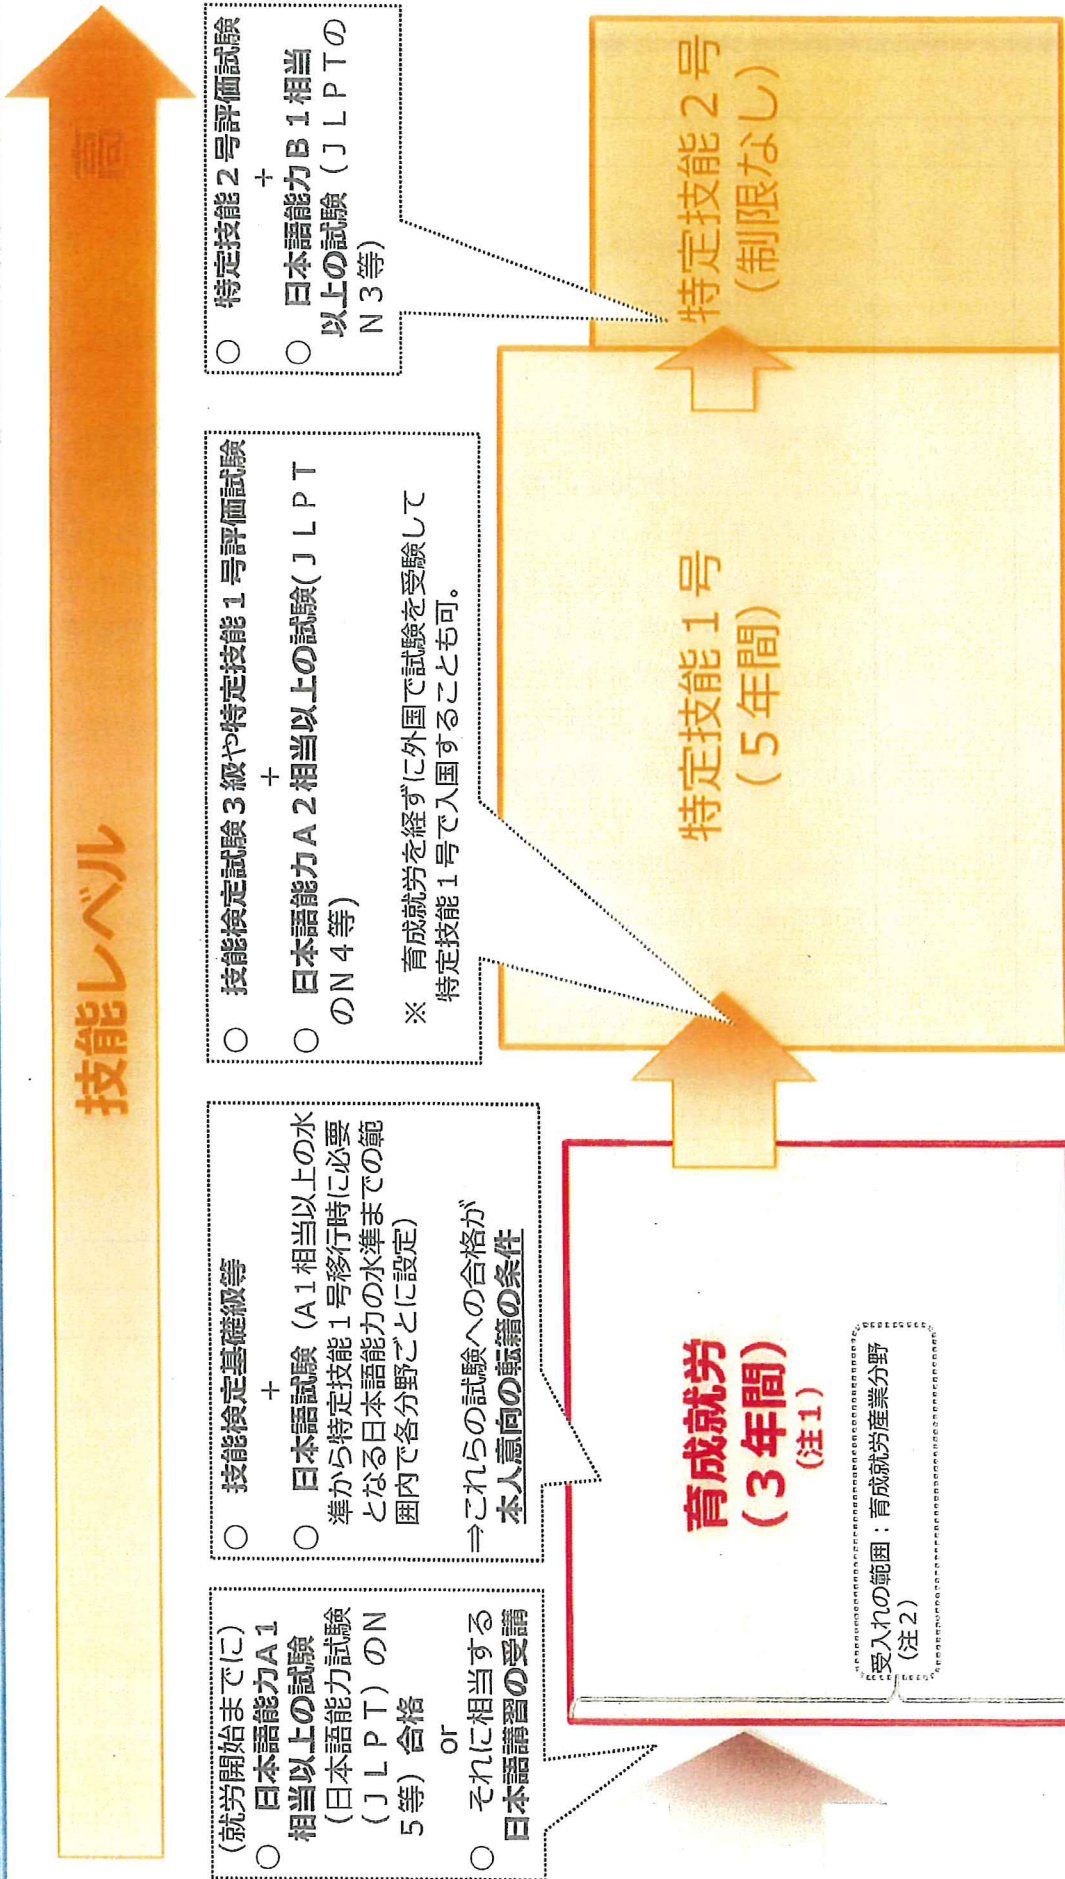 技能レベル
高
(就労開始までに)
○ 日本語能力A1
相当以上の試験
(日本語能力試験
(JLPT)のN
5等)合格
or
○ それに相当する
日本語講習の受講
○ 技能検定基礎級等
+
○ 日本語試験(A1相当以上の水
準から特定技能1号移行時に必要
となる日本語能力の水準までの範
囲内で各分野ごとに設定)
⇒これらの試験への合格が
本人意向の転籍の条件
○ 技能検定試験3級や特定技能1号評価試験
+
○ 日本語能力A2相当以上の試験(JLPT
のN4等)
※ 育成就労を経ずに外国で試験を受験して
特定技能1号で入国することも可。
○ 特定技能2号評価試験
+
○ 日本語能力B1相当
以上の試験(JLPTの
N3等)
育成就労
(3年間)
(注1)
受入れの範囲:育成就労産業分野
(注2)
特定技能1号
(5年間)
特定技能2号
(制限なし)